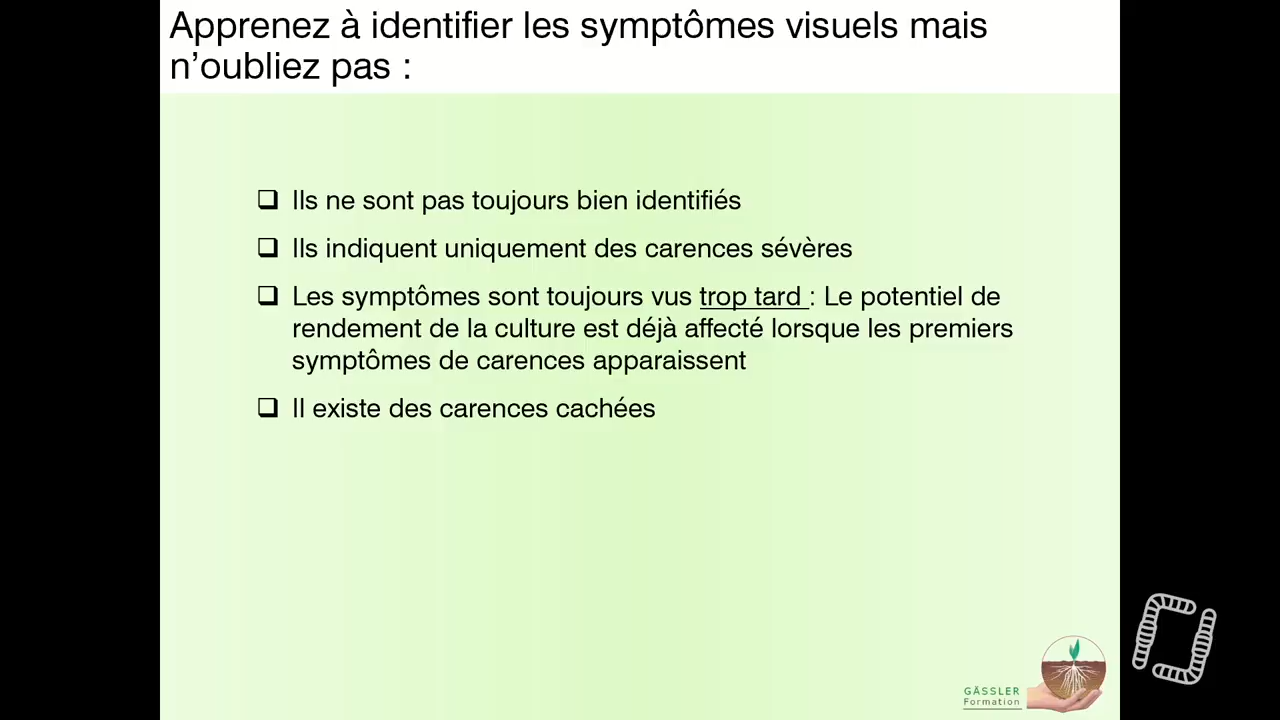 Apprenez à identifier les symptômes visuels mais
n’oubliez pas :
❑ Ils ne sont pas toujours bien identifiés
❑ Ils indiquent uniquement des carences sévères
❑ Les symptômes sont toujours vus trop tard : Le potentiel de
rendement de la culture est déjà affecté lorsque les premiers
symptômes de carences apparaissent
❑ Il existe des carences cachées
GÄSSLER
Formation